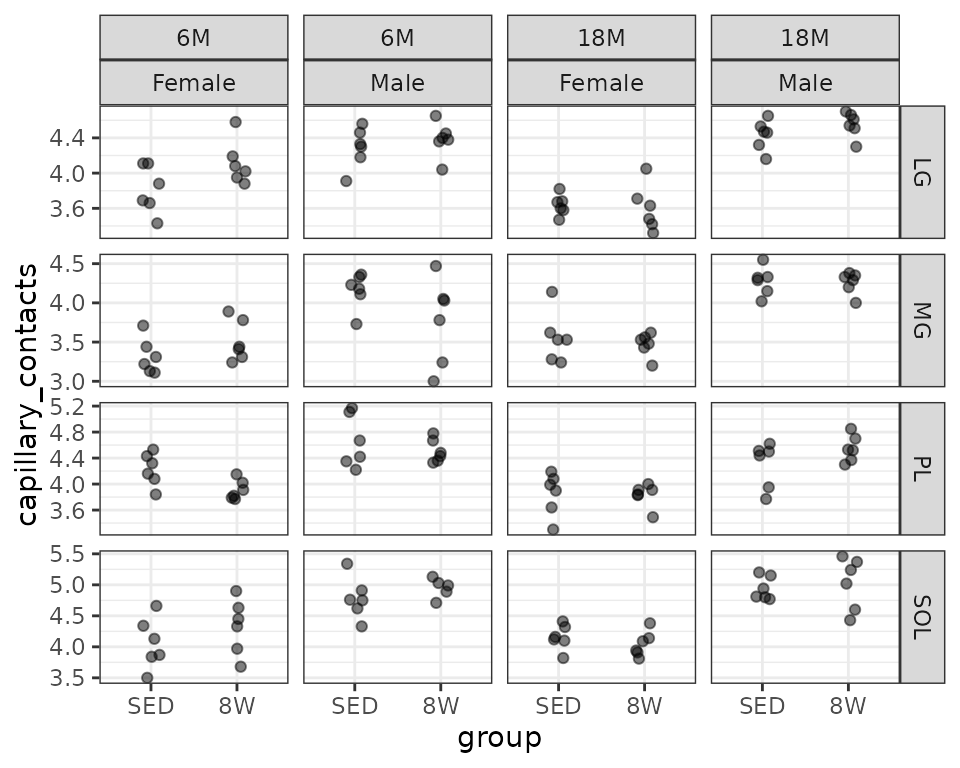 6M 6M 18M 18M
Female Male Female Male
capillary_contacts
4.4
4.0
3.6
LG
4.5
4.0
3.5
3.0
MG
5.2
4.8
4.4
4.0
3.6
PL
5.5
5.0
4.5
4.0
3.5
SOL
SED 8W SED 8W SED 8W SED 8W
group